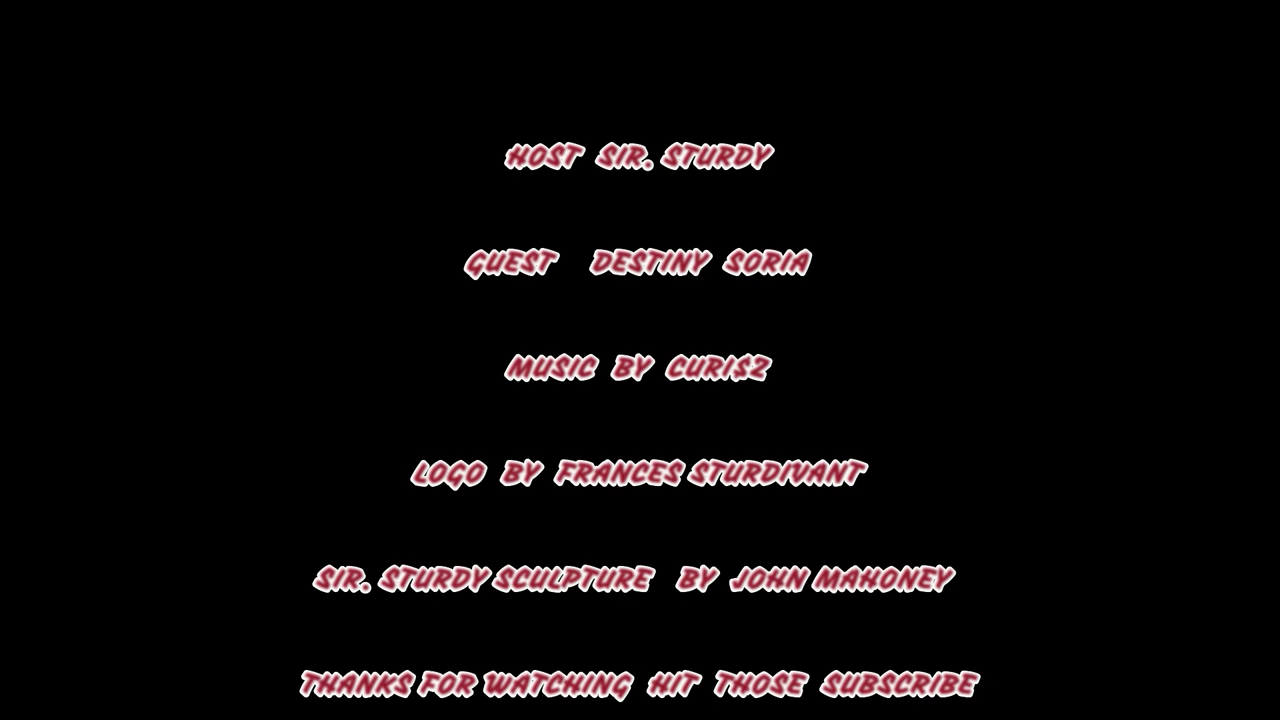 HOST SIR. STURDY
GUEST DESTINY SORIA
MUSIC BY CURI$Z
LOGO BY FRANCES STURDIVANT
SIR. STURDY SCULPTURE BY JOHN MAHONEY
THANKS FOR WATCHING HIT THOSE SUBSCRIBE